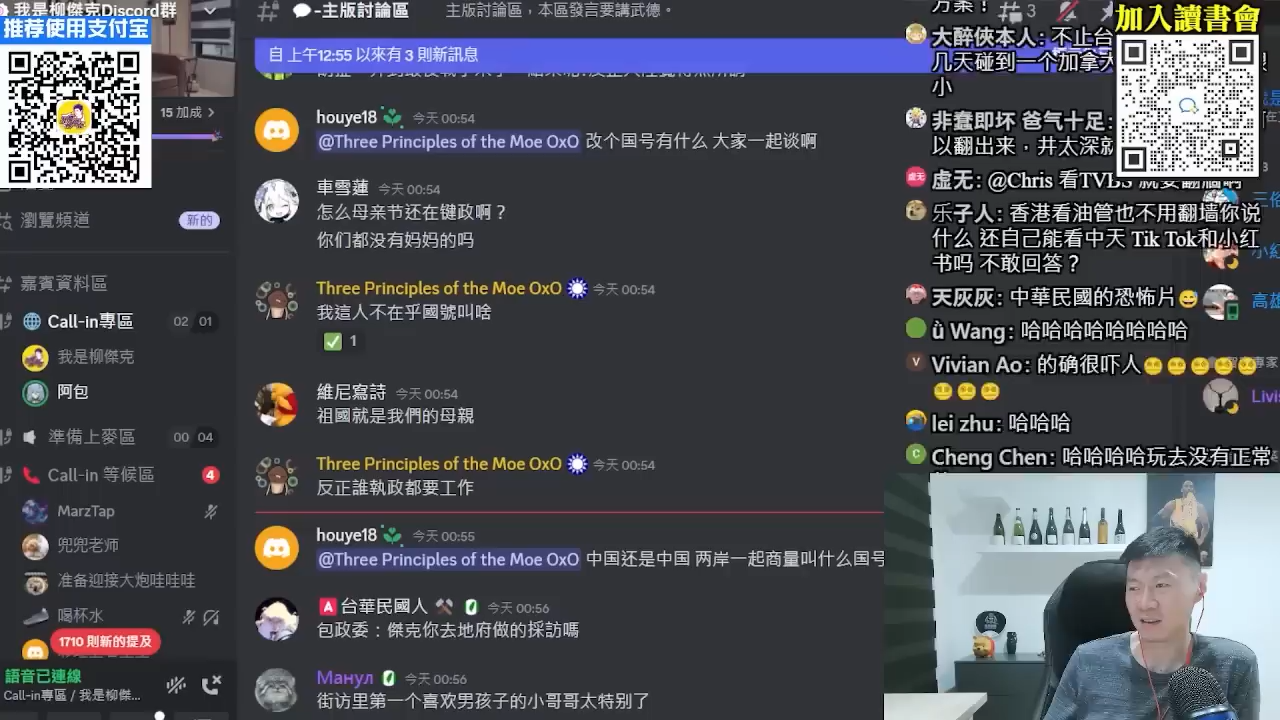 我是柳傑克Discord群
推荐使用支付宝
15 加成
瀏覽頻道
新的
嘉賓資料區
Call-in專區
02 01
我是柳傑克
阿包
準備上麥區
00 04
Call-in 等候區
4
MarzTap
兜兜老师
准备迎接大炮哇哇哇
喝杯水
1710 則新的提及
語音已連線
Call-in專區 / 我是柳傑...
-主版討論區
主版討論區，本區發言要講武德。
3
自 上午12:55 以來有 3 則新訊息
houye18 今天 00:54
@Three Principles of the Moe OxO 改个国号有什么 大家一起谈啊
車雪蓮 今天 00:54
怎么母亲节还在键政啊？
你们都没有妈妈的吗
Three Principles of the Moe OxO 今天 00:54
我這人不在乎國號叫啥
1
維尼寫詩 今天 00:54
祖國就是我們的母親
Three Principles of the Moe OxO 今天 00:54
反正誰執政都要工作
houye18 今天 00:55
@Three Principles of the Moe OxO 中国还是中国 两岸一起商量叫什么国号
A 台華民國人 今天 00:56
包政委：傑克你去地府做的採訪嗎
Манул 今天 00:56
街访里第一个喜欢男孩子的小哥哥太特别了
加入讀書會
大醉俠本人: 不止台
几天碰到一个加拿大
小
非蠢即坏 爸气十足:
以翻出来，井太深
虚无: @Chris 看TVBS
乐子人: 香港看油管也不用翻墙你说
什么 还自己能看中天 Tik Tok和小红
书吗 不敢回答？
天灰灰: 中華民國的恐怖片
ǜ Wang: 哈哈哈哈哈哈哈哈
Vivian Ao: 的确很吓人
lei zhu: 哈哈哈
Cheng Chen: 哈哈哈哈玩去没有正常
高雄
Livi